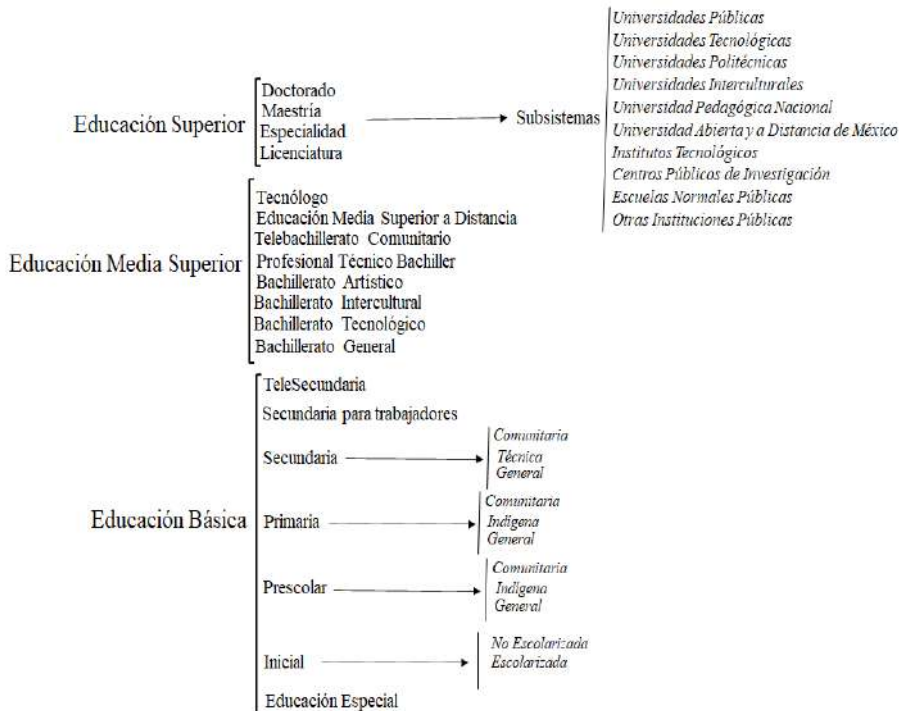 Educación Superior
Doctorado
Maestría
Especialidad
Licenciatura
Subsistemas
Universidades Públicas
Universidades Tecnológicas
Universidades Politécnicas
Universidades Interculturales
Universidad Pedagógica Nacional
Universidad Abierta y a Distancia de México
Institutos Tecnológicos
Centros Públicos de Investigación
Escuelas Normales Públicas
Otras Instituciones Públicas
Educación Media Superior
Tecnólogo
Educación Media Superior a Distancia
Telebachillerato Comunitario
Profesional Técnico Bachiller
Bachillerato Artístico
Bachillerato Intercultural
Bachillerato Tecnológico
Bachillerato General
Educación Básica
TeleSecundaria
Secundaria para trabajadores
Secundaria
Comunitaria
Técnica
General
Primaria
Comunitaria
Indígena
General
Prescolar
Comunitaria
Indigena
General
Inicial
No Escolarizada
Escolarizada
Educación Especial